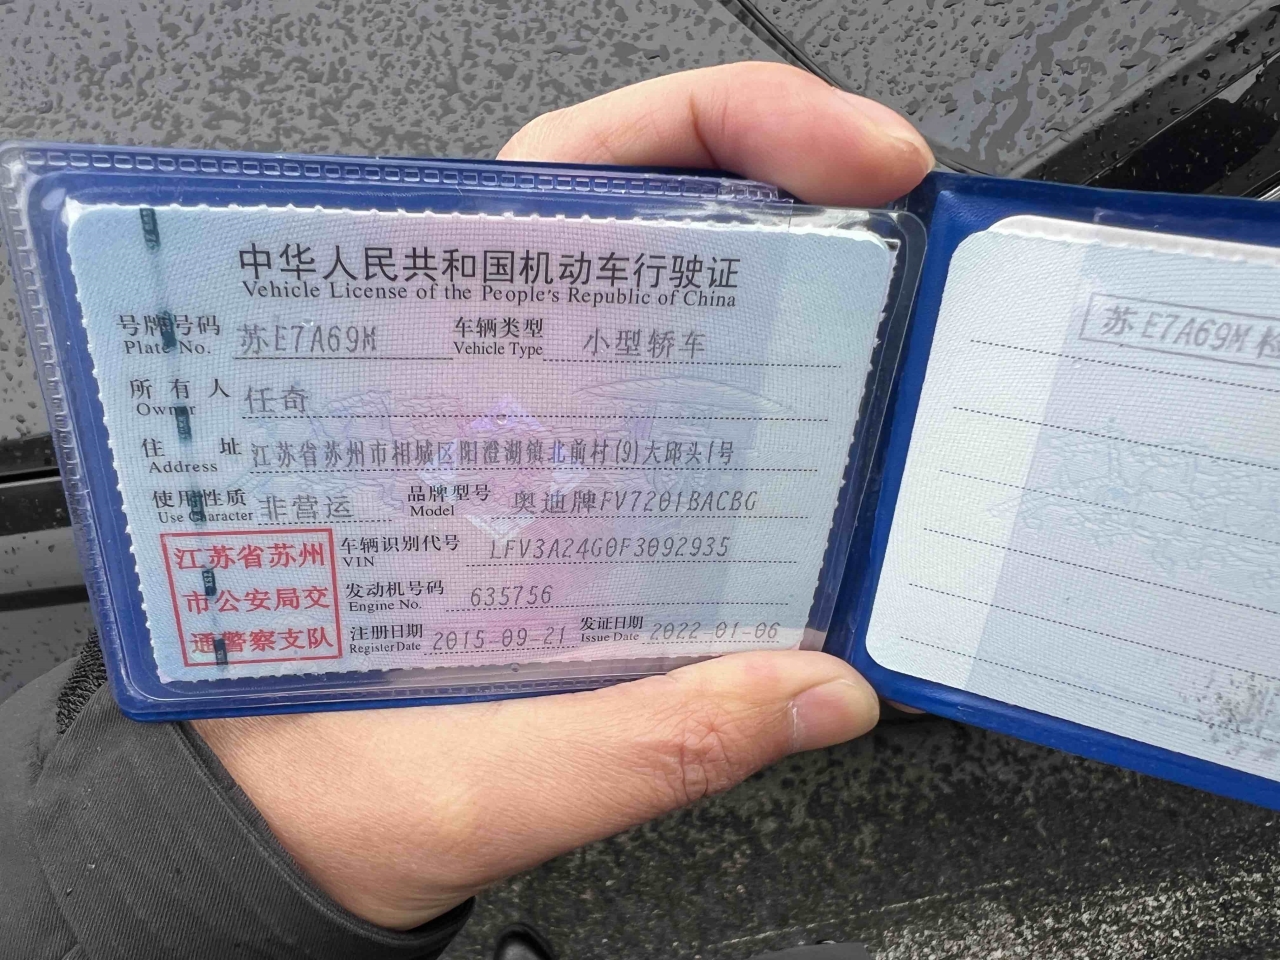 中华人民共和国机动车行驶证
Vehicle License of the People's Republic of China
号牌号码 苏E7A69M 车辆类型 小型轿车
Plate No. Vehicle Type
所有人 任奇
Owner
住址 江苏省苏州市相城区阳澄湖镇北前村(9)大邱头1号
Address
使用性质 非营运 品牌型号 奥迪牌FV7201BACBG
Use Character Model
江苏省苏州
市公安局交
通警察支队
车辆识别代号 LFV3A24G0F3092935
VIN
发动机号码 635756
Engine No.
注册日期 2015-09-21 发证日期 2022-01-06
Register Date Issue Date
苏E7A69M